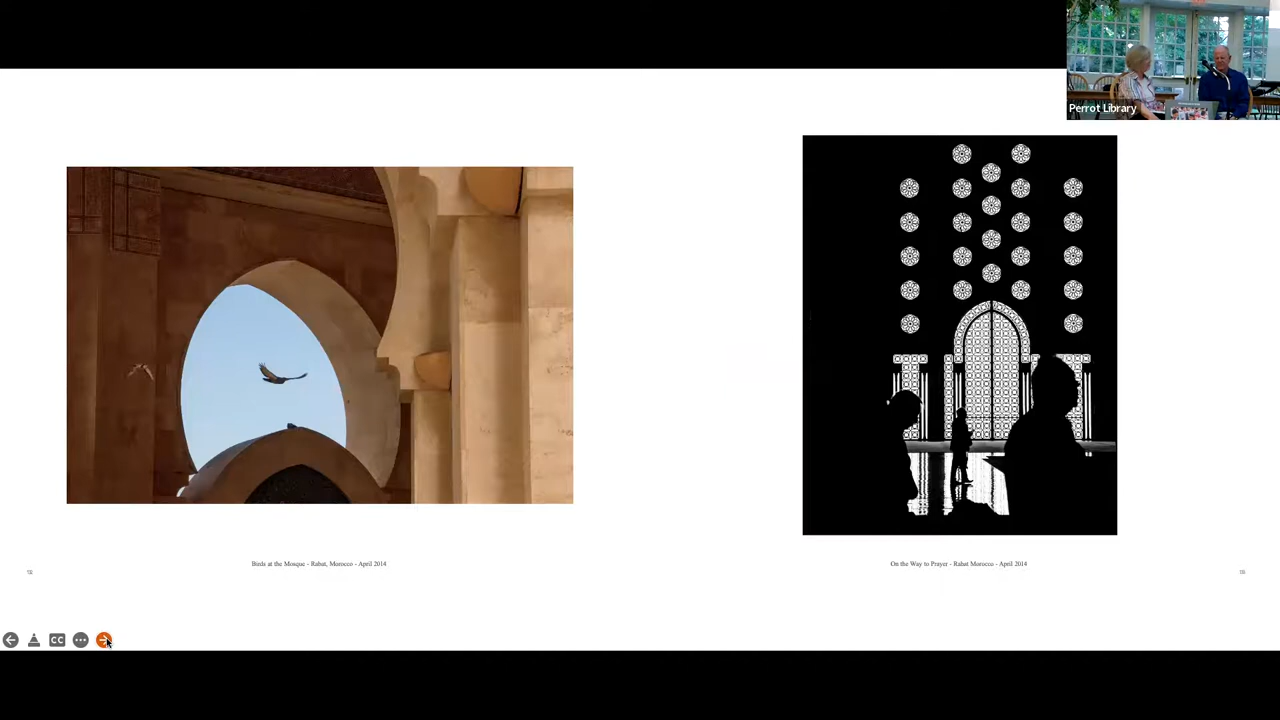 Perrot Library
Birds at the Mosque - Rabat, Morocco - April 2014
On the Way to Prayer - Rabat Morocco - April 2014
CC